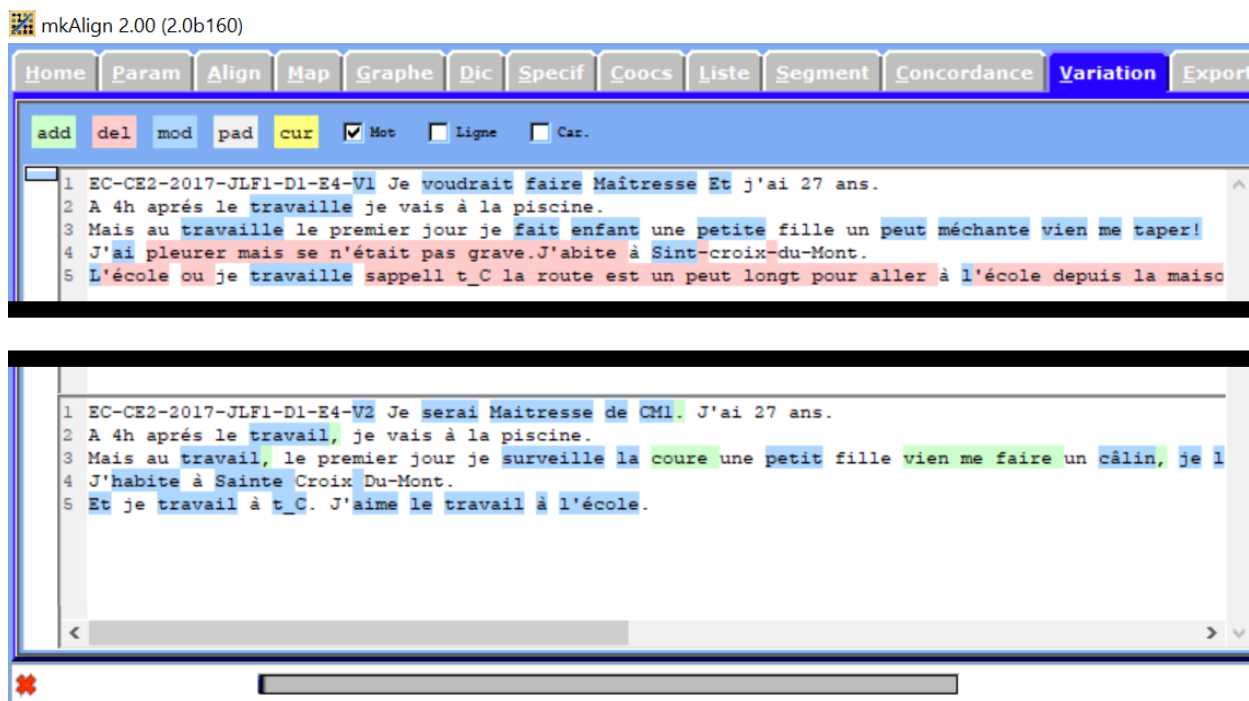 mkAlign 2.00 (2.0b160)
Home Param Align Map Graphe Dic Specif Coocs Liste Segment Concordance Variation Export
add del mod pad cur Mot Ligne Car.
1 EC-CE2-2017-JLF1-D1-E4-V1 Je voudrait faire Maîtresse Et j'ai 27 ans.
2 A 4h aprés le travaille je vais à la piscine.
3 Mais au travaille le premier jour je fait enfant une petite fille un peut méchante vien me taper!
4 J'ai pleurer mais se n'était pas grave.J'abite à Sint-croix-du-Mont.
5 L'école ou je travaille sappell t_C la route est un peut longt pour aller à l'école depuis la maiso
1 EC-CE2-2017-JLF1-D1-E4-V2 Je serai Maitresse de CM1. J'ai 27 ans.
2 A 4h aprés le travail, je vais à la piscine.
3 Mais au travail, le premier jour je surveille la coure une petit fille vien me faire un câlin, je l
4 J'habite à Sainte Croix Du-Mont.
5 Et je travail à t_C. J'aime le travail à l'école.